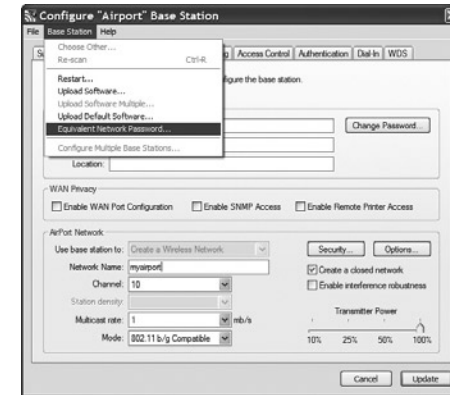 Configure "Airport" Base Station
File Base Station Help
Choose Other...
Re-scan Ctrl-R
Restart...
Upload Software...
Upload Software Multiple...
Upload Default Software...
Equivalent Network Password...
Configure Multiple Base Stations...
Access Control Authentication Dial-In WDS
figure the base station.
Change Password...
Location:
WAN Privacy
Enable WAN Port Configuration Enable SNMP Access Enable Remote Printer Access
AirPort Network
Use base station to: Create a Wireless Network Security... Options...
Network Name: myairport Create a closed network
Channel: 10 Enable interference robustness
Station density:
Multicast rate: 1 mb/s Transmitter Power
Mode: 802.11 b/g Compatible 10% 25% 50% 100%
Cancel Update